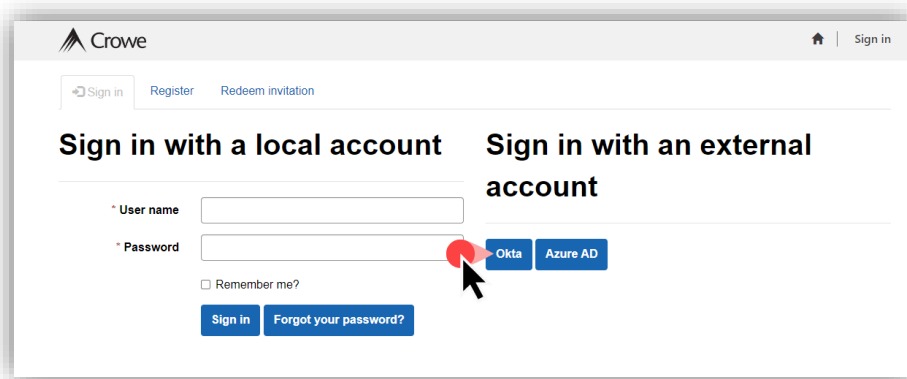 Crowe
Sign in
Sign in Register Redeem invitation
Sign in with a local account
* User name
* Password
Remember me?
Sign in Forgot your password?
Sign in with an external
account
Okta Azure AD